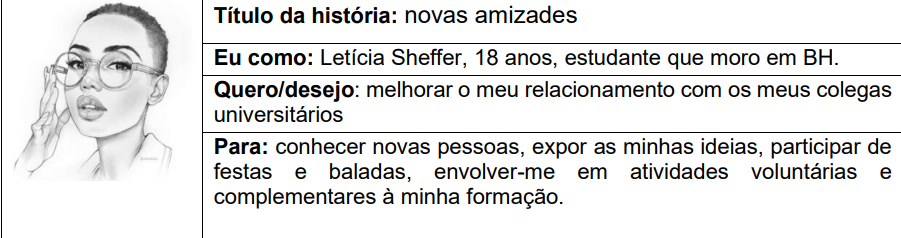 Título da história: novas amizades
Eu como: Letícia Sheffer, 18 anos, estudante que moro em BH.
Quero/desejo: melhorar o meu relacionamento com os meus colegas
universitários
Para: conhecer novas pessoas, expor as minhas ideias, participar de
festas e baladas, envolver-me em atividades voluntárias e
complementares à minha formação.